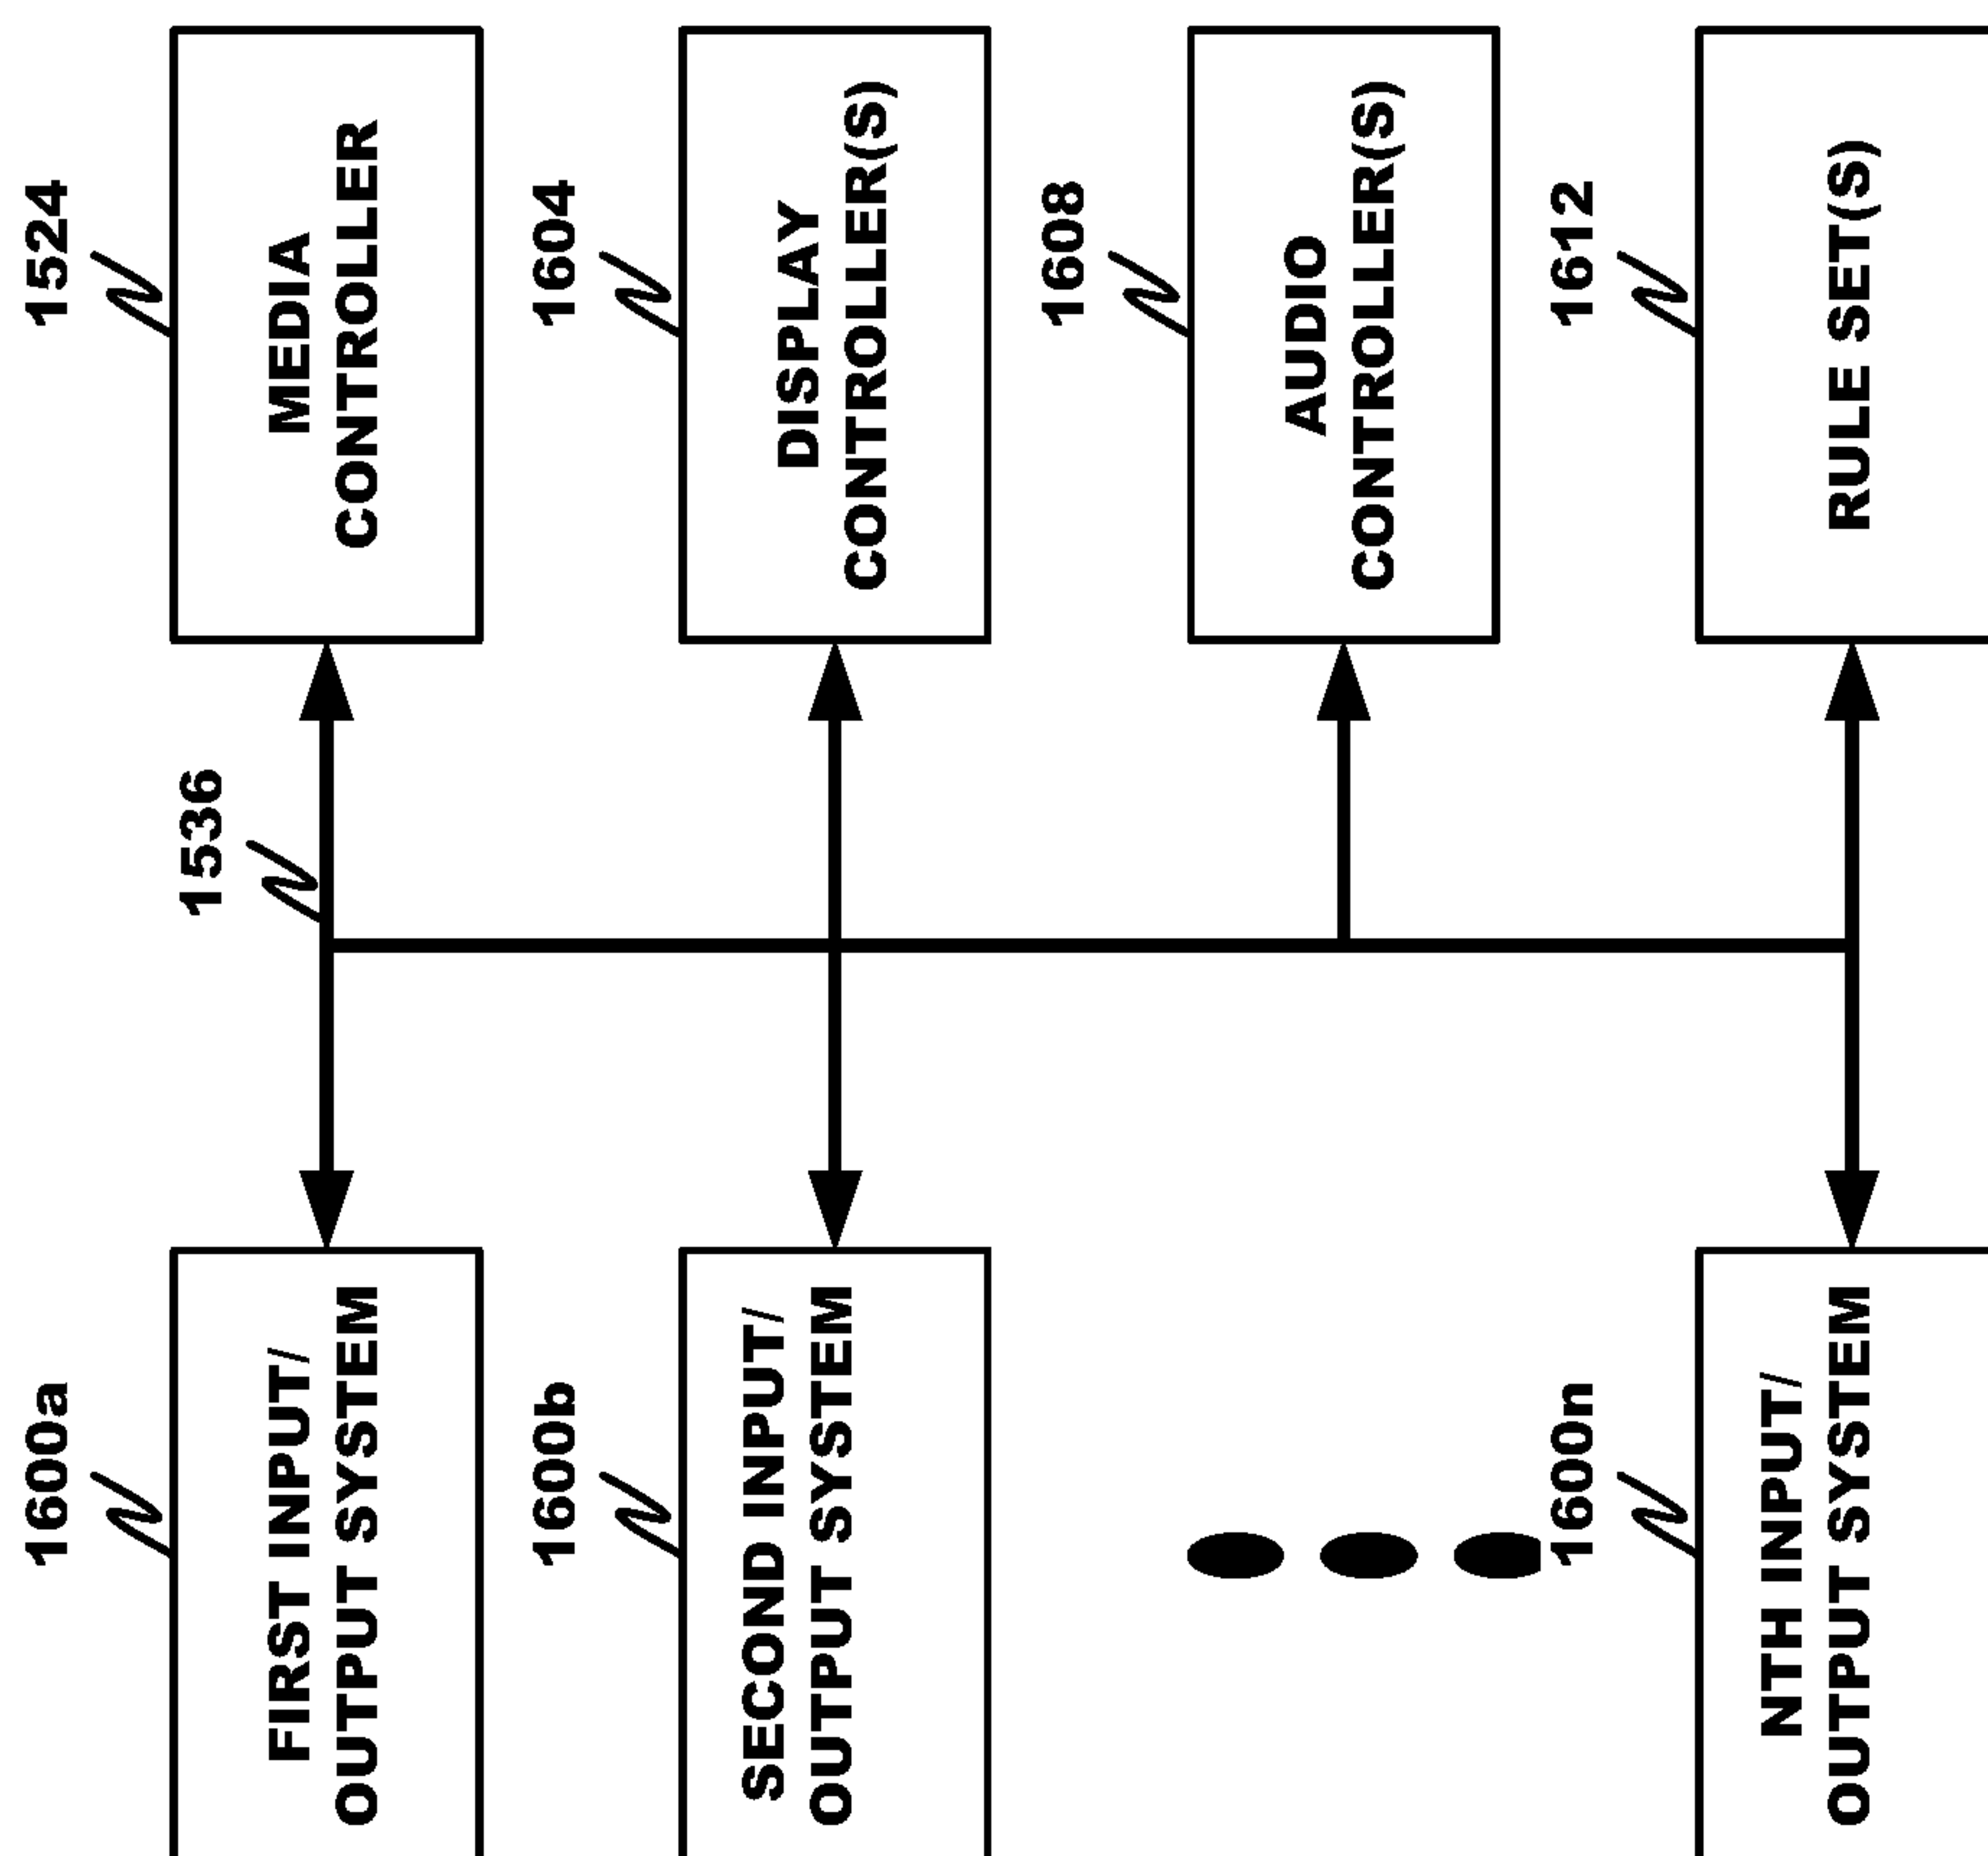 1600a
FIRST INPUT/
OUTPUT SYSTEM
1536
1524
MEDIA
CONTROLLER
1600b
SECOND INPUT/
OUTPUT SYSTEM
1604
DISPLAY
CONTROLLER(S)
1608
AUDIO
CONTROLLER(S)
1600n
NTH INPUT/
OUTPUT SYSTEM
1612
RULE SET(S)